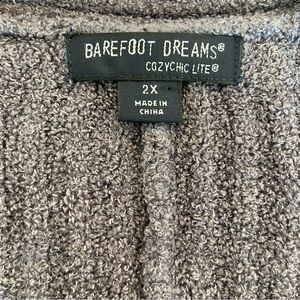 BAREFOOT DREAMS®
COZYCHIC LITE®
2X
MADE IN
CHINA